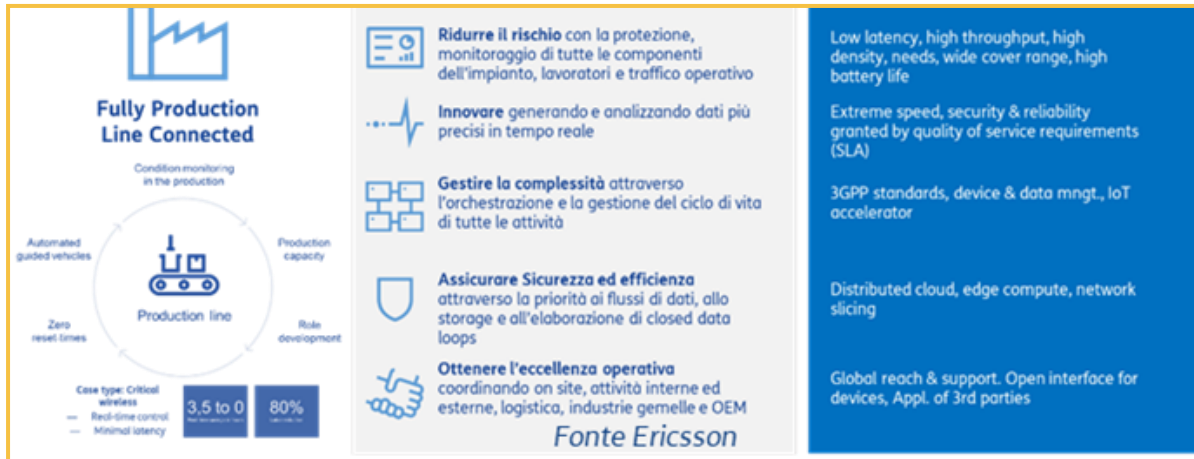 Fully Production
Line Connected
Condition monitoring
in the production
Automated
guided vehicles
Production
capacity
Production line
Zero
reset-times
Role
development
Case type: Critical
wireless
— Real-time control
— Minimal latency
3,5 to 0
80%
Ridurre il rischio con la protezione,
monitoraggio di tutte le componenti
dell'impianto, lavoratori e traffico operativo
Innovare generando e analizzando dati più
precisi in tempo reale
Gestire la complessità attraverso
l'orchestrazione e la gestione del ciclo di vita
di tutte le attività
Assicurare Sicurezza ed efficienza
attraverso la priorità ai flussi di dati, allo
storage e all'elaborazione di closed data
loops
Ottenere l'eccellenza operativa
coordinando on site, attività interne ed
esterne, logistica, industrie gemelle e OEM
Fonte Ericsson
Low latency, high throughput, high
density, needs, wide cover range, high
battery life
Extreme speed, security & reliability
granted by quality of service requirements
(SLA)
3GPP standards, device & data mngt., IoT
accelerator
Distributed cloud, edge compute, network
slicing
Global reach & support. Open interface for
devices, Appl. of 3rd parties